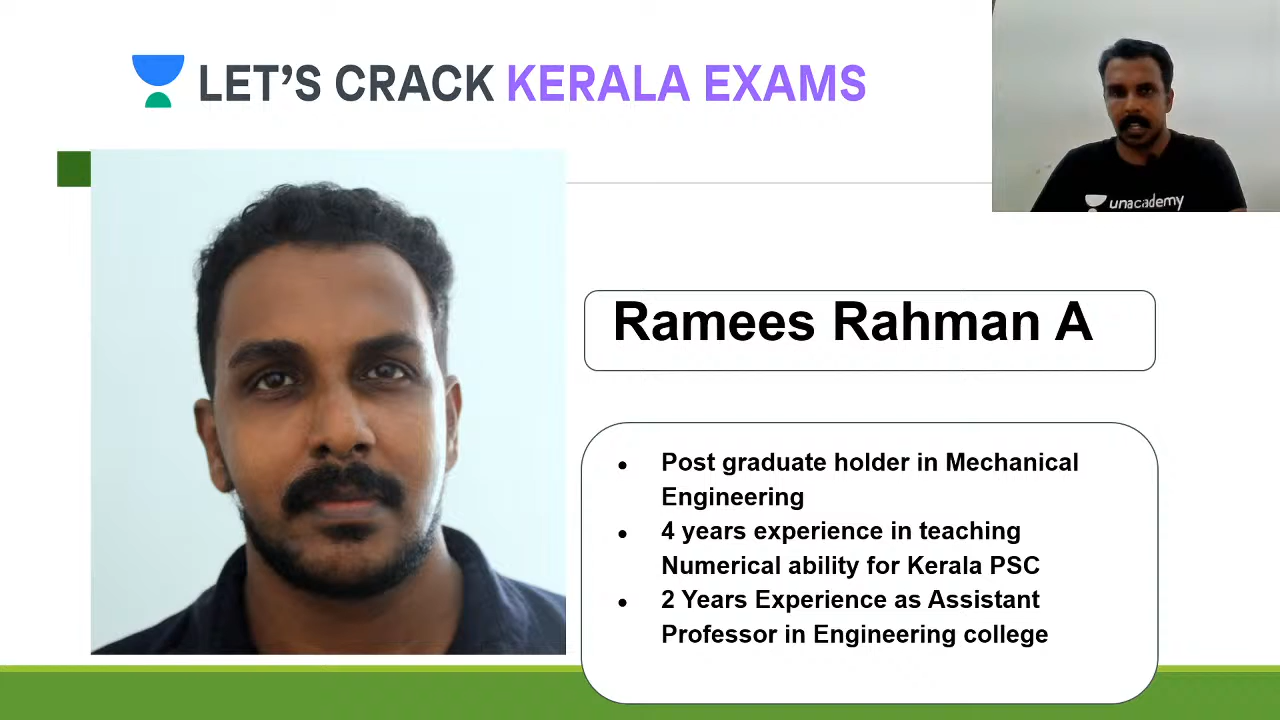 LET'S CRACK KERALA EXAMS
unacademy
Ramees Rahman A
Post graduate holder in Mechanical
Engineering
4 years experience in teaching
Numerical ability for Kerala PSC
2 Years Experience as Assistant
Professor in Engineering college